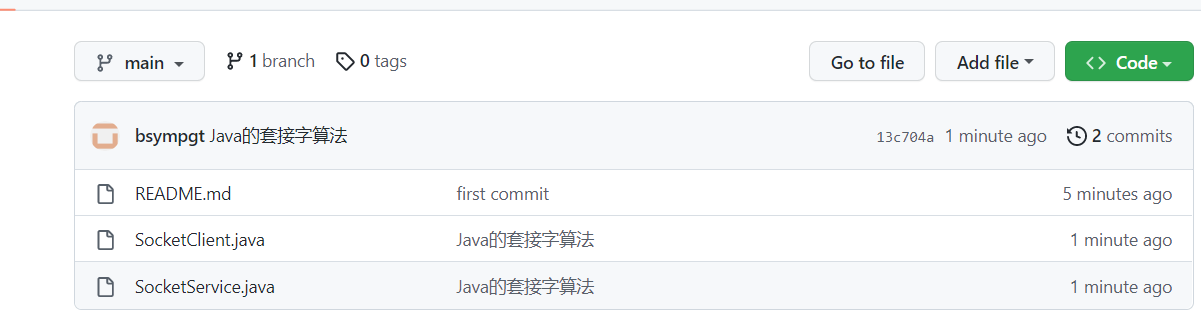 main 1 branch 0 tags Go to file Add file Code
bsympgt Java的套接字算法 13c704a 1 minute ago 2 commits
README.md first commit 5 minutes ago
SocketClient.java Java的套接字算法 1 minute ago
SocketService.java Java的套接字算法 1 minute ago